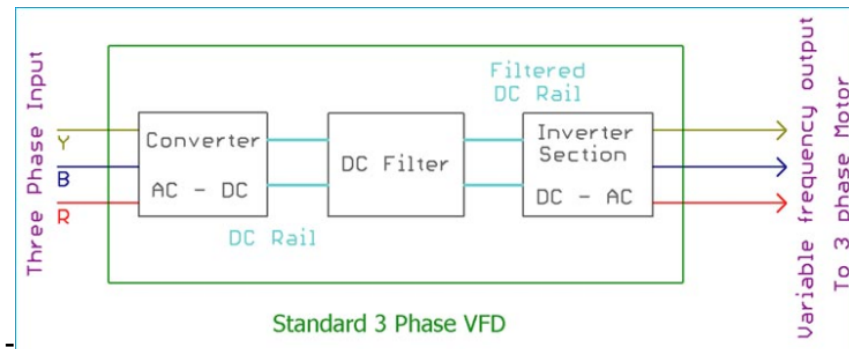 Three Phase Input
Y
B
R
Converter
AC - DC
DC Rail
DC Filter
Filtered
DC Rail
Inverter
Section
DC - AC
Variable frequency output
To 3 phase Motor
Standard 3 Phase VFD
-